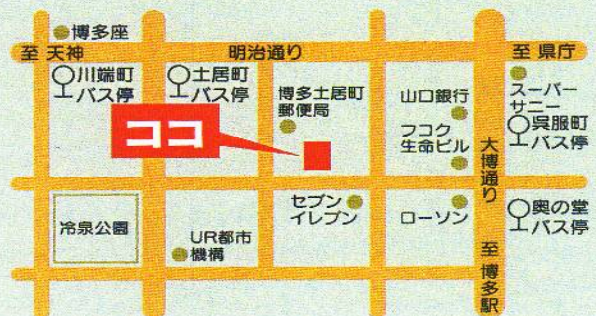 博多座
至 天神
明治通り
至 県庁
川端町
バス停
土居町
バス停
博多土居町
郵便局
山口銀行
フコク
生命ビル
スーパー
サニー
呉服町
バス停
ココ
大博通り
至 博多駅
冷泉公園
UR都市
機構
セブン
イレブン
ローソン
奥の堂
バス停